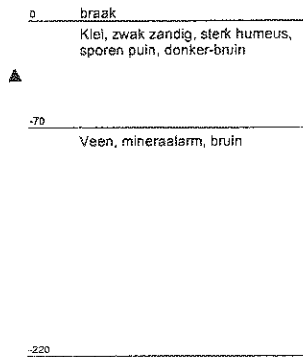 0 braak
Klei, zwak zandig, sterk humeus,
sporen puin, donker-bruin
-70
Veen, mineraalarm, bruin
-220